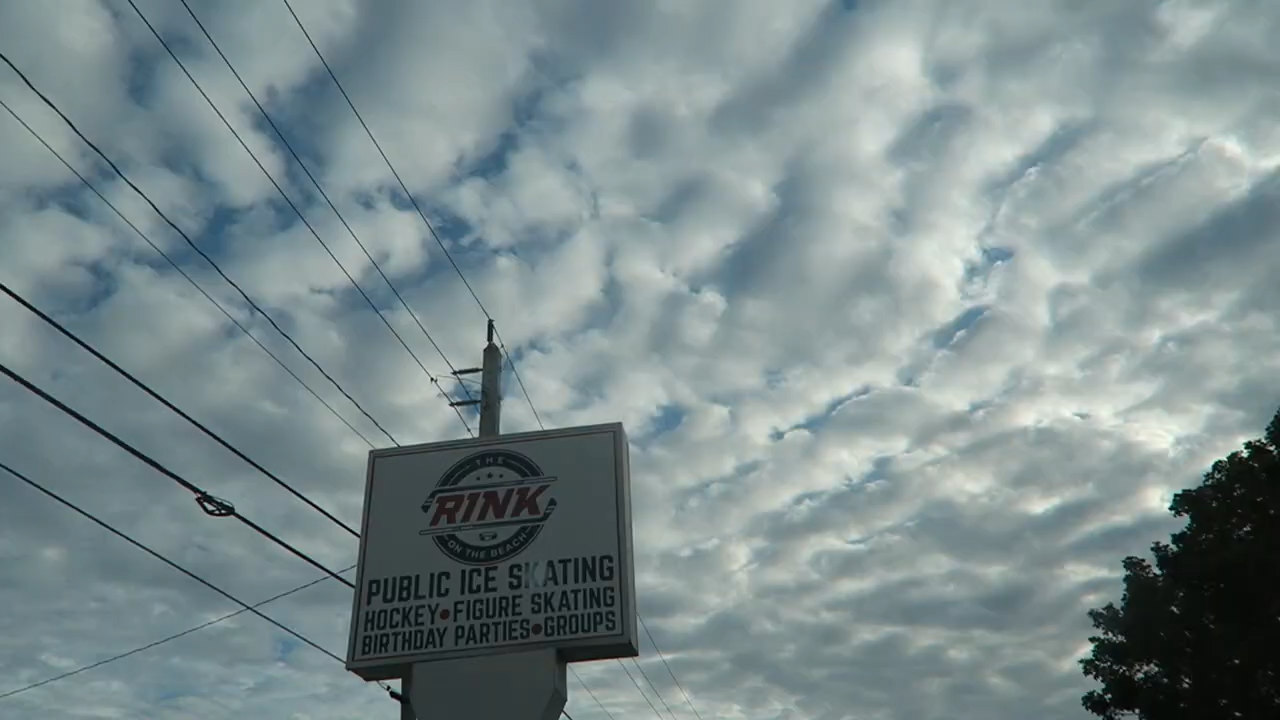 THE
RINK
ON THE BEACH
PUBLIC ICE SKATING
HOCKEY•FIGURE SKATING
BIRTHDAY PARTIES•GROUPS